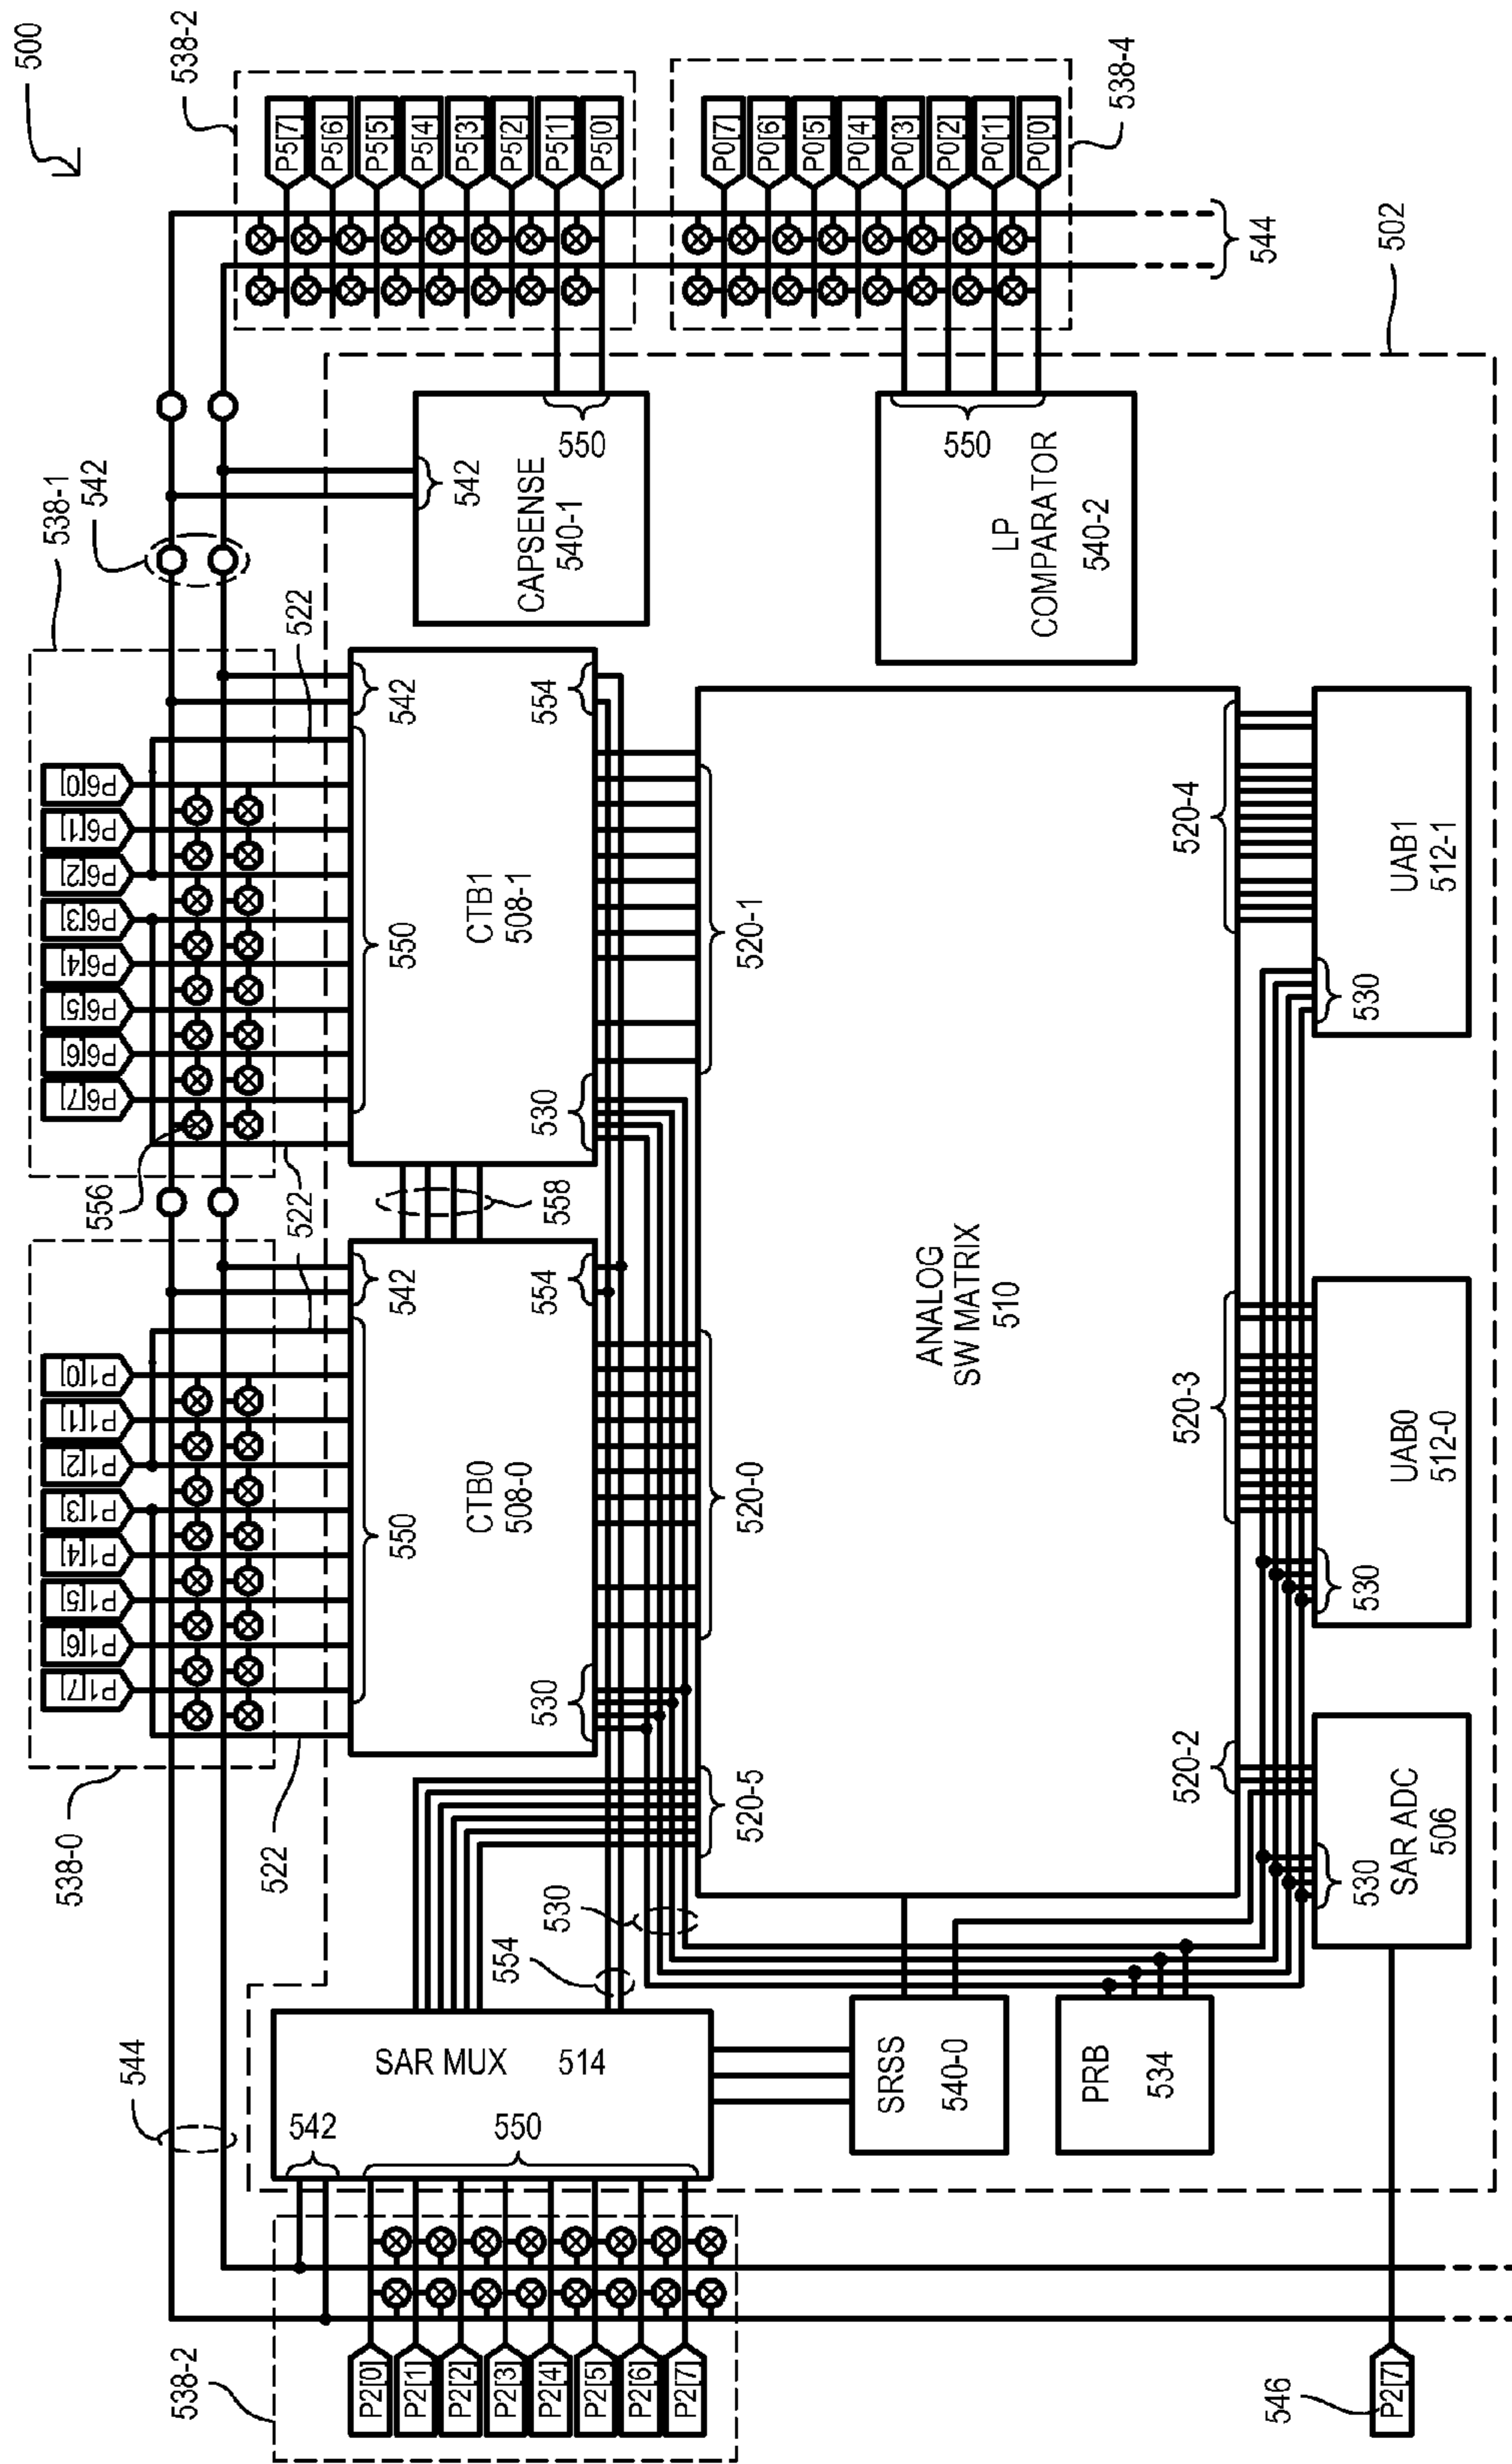 500
538-2
P5[7]
P5[6]
P5[5]
P5[4]
P5[3]
P5[2]
P5[1]
P5[0]
538-4
P0[7]
P0[6]
P0[5]
P0[4]
P0[3]
P0[2]
P0[1]
P0[0]
544
502
542
550
CAPSENSE
540-1
550
LP
COMPARATOR
540-2
538-1
542
522
P6[0]
P6[1]
P6[2]
P6[3]
P6[4]
P6[5]
P6[6]
P6[7]
556
522
542
554
550
CTB1
508-1
530
520-1
558
538-0
P1[0]
P1[1]
P1[2]
P1[3]
P1[4]
P1[5]
P1[6]
P1[7]
522
542
554
550
CTB0
508-0
530
520-0
ANALOG
SW MATRIX
510
520-5
520-4
520-3
520-2
UAB1
512-1
530
UAB0
512-0
530
SAR ADC
506
530
530
554
544
SAR MUX 514
542
550
SRSS
540-0
PRB
534
538-2
P2[0]
P2[1]
P2[2]
P2[3]
P2[4]
P2[5]
P2[6]
P2[7]
546
P2[7]